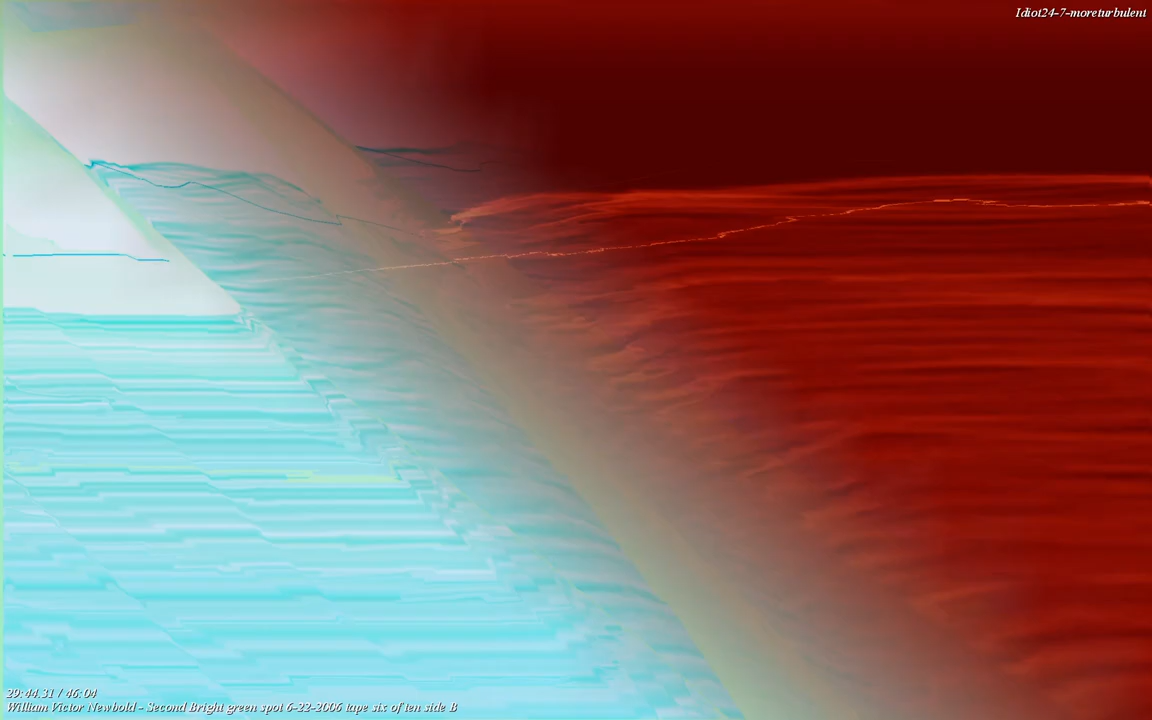 Idiot24-7-moreturbulent
29:44.31 / 46:04
William Victor Newbold - Second Bright green spot 6-22-2006 tape six of ten side B